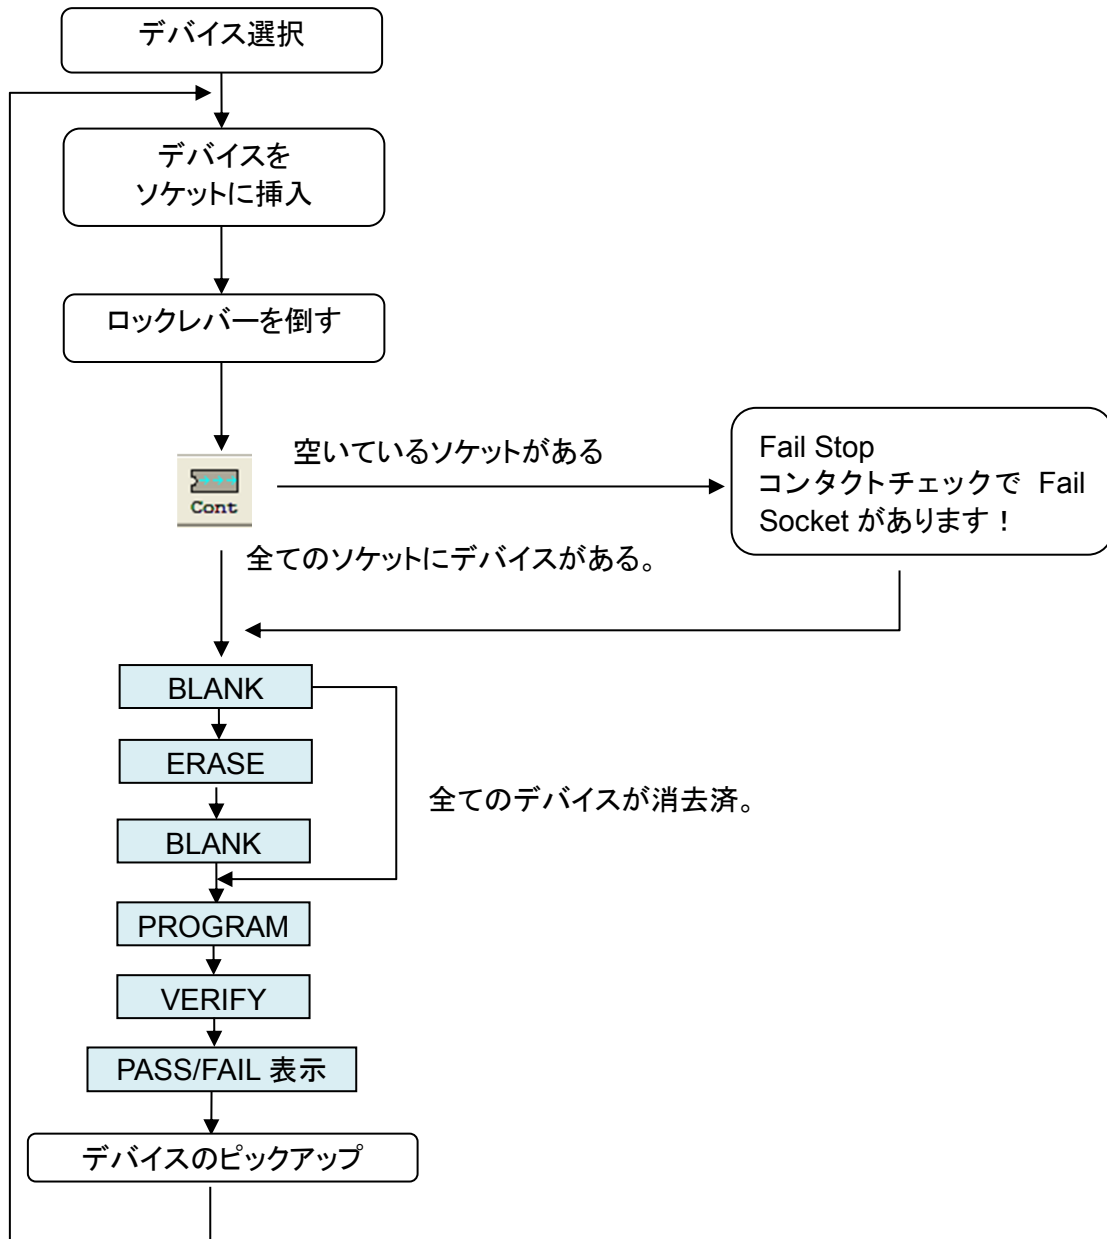 デバイス選択
デバイスを
ソケットに挿入
ロックレバーを倒す
Cont
空いているソケットがある
Fail Stop
コンタクトチェックで Fail
Socket があります！
全てのソケットにデバイスがある。
BLANK
ERASE
全てのデバイスが消去済。
BLANK
PROGRAM
VERIFY
PASS/FAIL 表示
デバイスのピックアップ